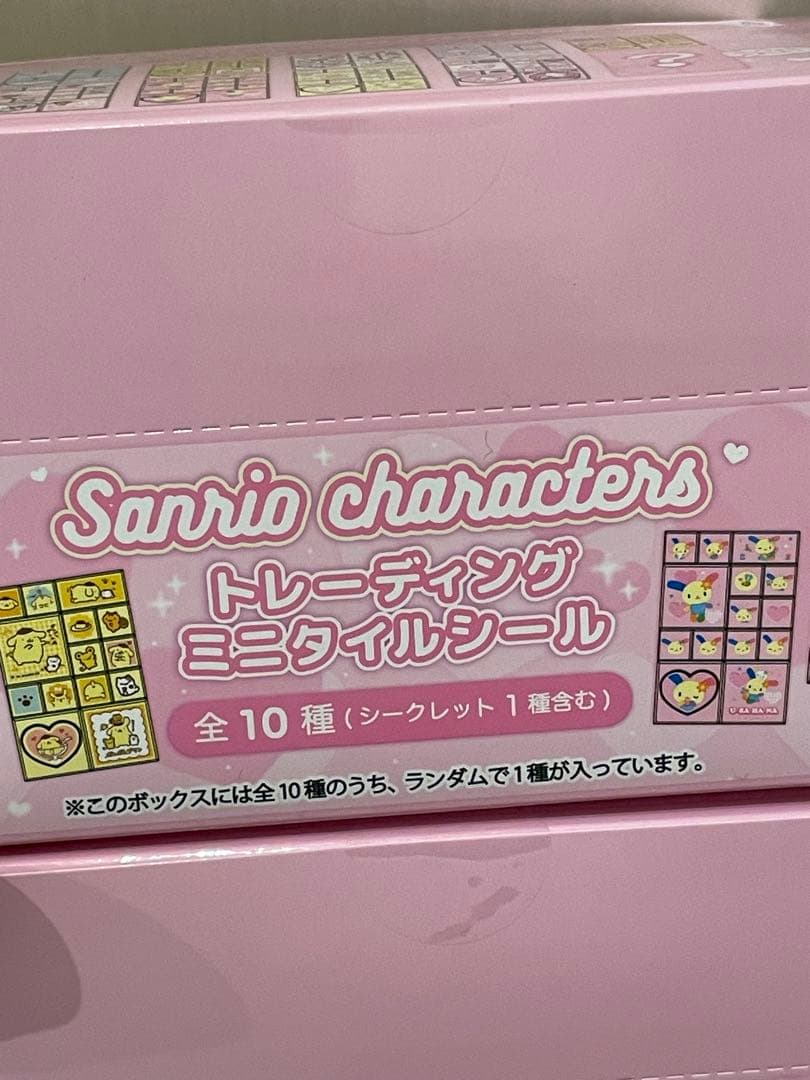 Sanrio characters
トレーディング
ミニタイルシール
全10種(シークレット1種含む)
※このボックスには全10種のうち、ランダムで1種が入っています。
U・SA HA NA